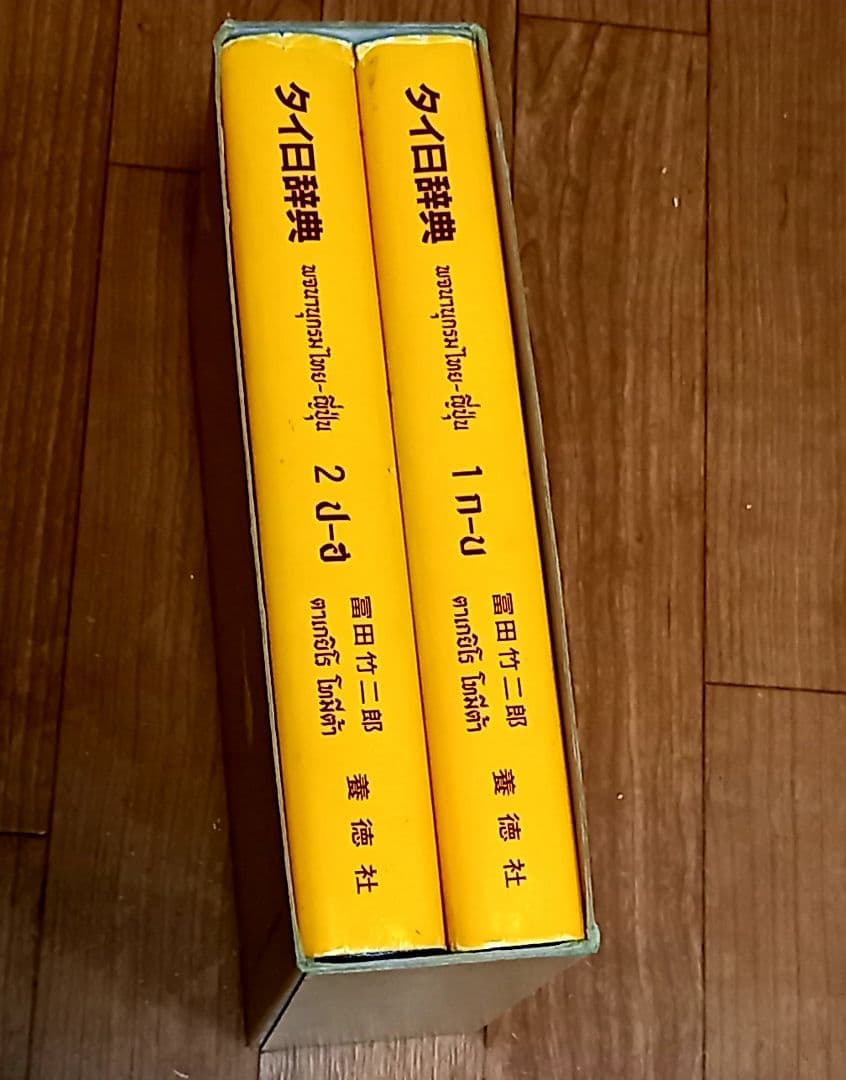 タイ日辞典
พจนานุกรมไทย-ญี่ปุ่น
1 ก-บ
冨田竹二郎
ตาเกยิโร โทมีต้า
養徳社
タイ日辞典
พจนานุกรมไทย-ญี่ปุ่น
2 ป-ฮ
冨田竹二郎
ตาเกยิโร โทมีต้า
養徳社